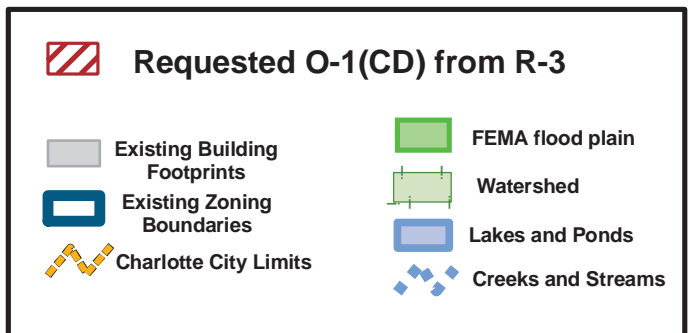 Requested O-1(CD) from R-3
Existing Building
Footprints
Existing Zoning
Boundaries
Charlotte City Limits
FEMA flood plain
Watershed
Lakes and Ponds
Creeks and Streams